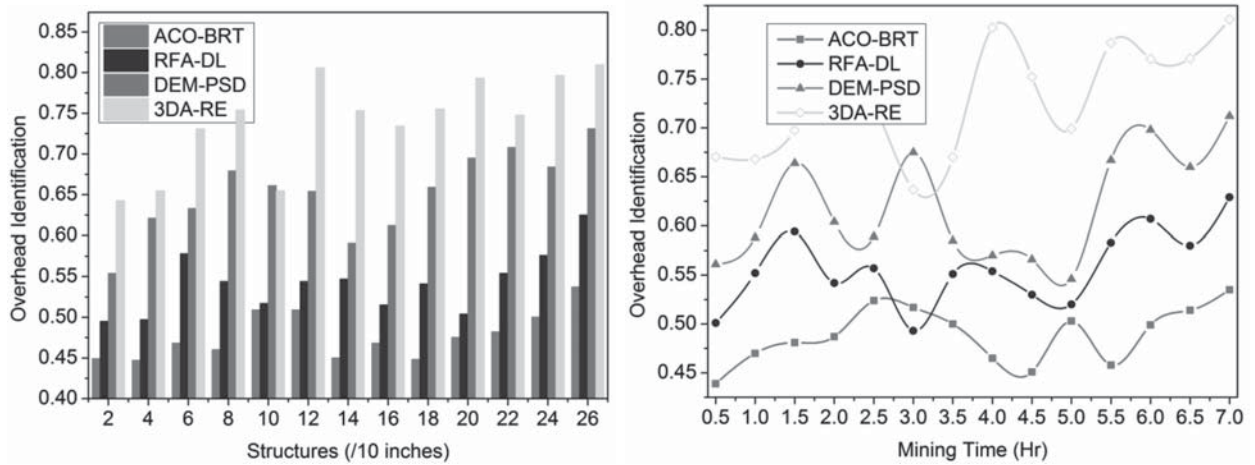 0.85
0.80
0.75
0.70
0.65
0.60
0.55
0.50
0.45
0.40
Overhead Identification
ACO-BRT
RFA-DL
DEM-PSD
3DA-RE
2 4 6 8 10 12 14 16 18 20 22 24 26
Structures (/10 inches)
0.80
0.75
0.70
0.65
0.60
0.55
0.50
0.45
Overhead Identification
ACO-BRT
RFA-DL
DEM-PSD
3DA-RE
0.5 1.0 1.5 2.0 2.5 3.0 3.5 4.0 4.5 5.0 5.5 6.0 6.5 7.0
Mining Time (Hr)